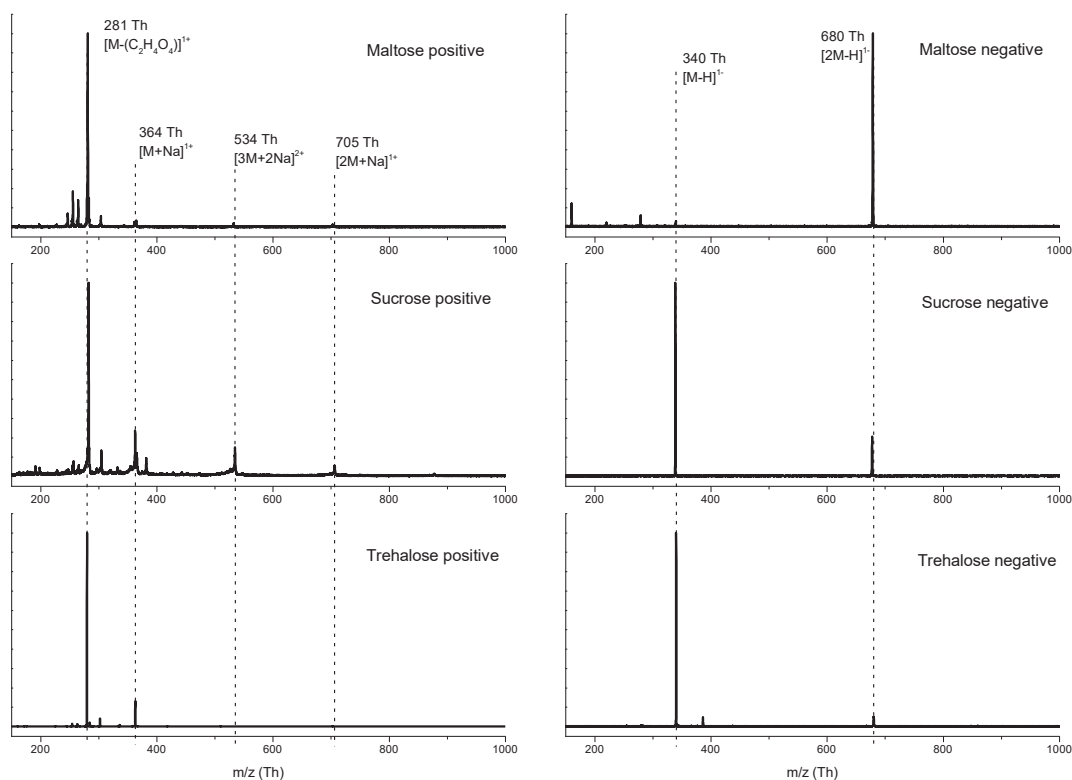 281 Th
[M-(C₂H₄O₄)]¹⁺
Maltose positive
364 Th
[M+Na]¹⁺
534 Th
[3M+2Na]²⁺
705 Th
[2M+Na]¹⁺
200 400 600 800 1000
Sucrose positive
200 400 600 800 1000
Trehalose positive
200 400 600 800 1000
m/z (Th)
680 Th
[2M-H]¹⁻
Maltose negative
340 Th
[M-H]¹⁻
200 400 600 800 1000
Sucrose negative
200 400 600 800 1000
Trehalose negative
200 400 600 800 1000
m/z (Th)